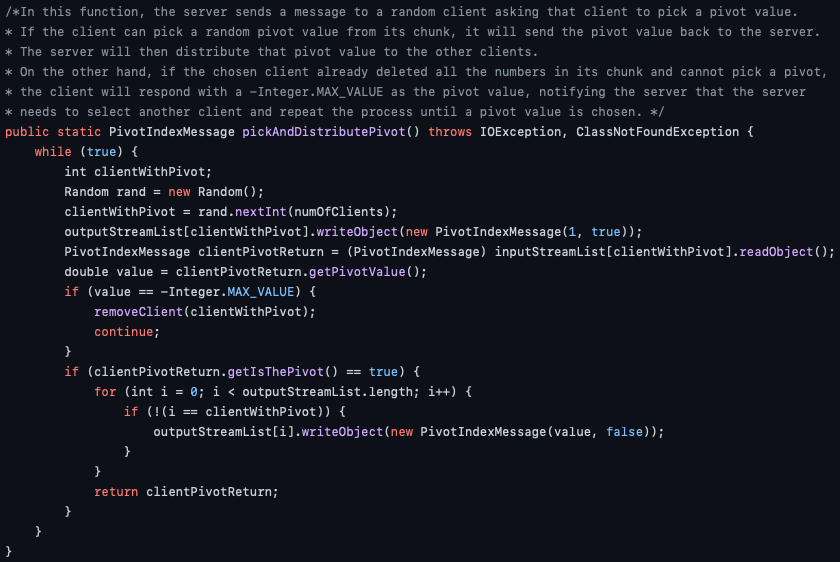 /*In this function, the server sends a message to a random client asking that client to pick a pivot value.
* If the client can pick a random pivot value from its chunk, it will send the pivot value back to the server.
* The server will then distribute that pivot value to the other clients.
* On the other hand, if the chosen client already deleted all the numbers in its chunk and cannot pick a pivot,
* the client will respond with a -Integer.MAX_VALUE as the pivot value, notifying the server that the server
* needs to select another client and repeat the process until a pivot value is chosen. */
public static PivotIndexMessage pickAndDistributePivot() throws IOException, ClassNotFoundException {
    while (true) {
        int clientWithPivot;
        Random rand = new Random();
        clientWithPivot = rand.nextInt(numOfClients);
        outputStreamList[clientWithPivot].writeObject(new PivotIndexMessage(1, true));
        PivotIndexMessage clientPivotReturn = (PivotIndexMessage) inputStreamList[clientWithPivot].readObject();
        double value = clientPivotReturn.getPivotValue();
        if (value == -Integer.MAX_VALUE) {
            removeClient(clientWithPivot);
            continue;
        }
        if (clientPivotReturn.getIsThePivot() == true) {
            for (int i = 0; i < outputStreamList.length; i++) {
                if (!(i == clientWithPivot)) {
                    outputStreamList[i].writeObject(new PivotIndexMessage(value, false));
                }
            }
            return clientPivotReturn;
        }
    }
}